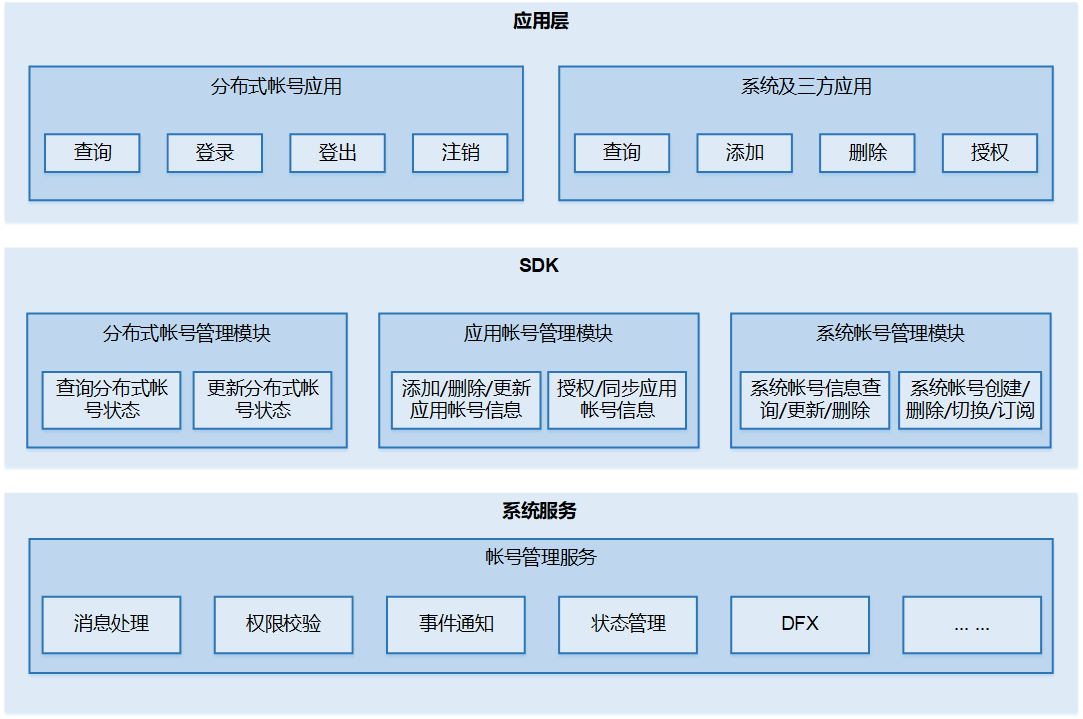 应用层
分布式帐号应用
查询
登录
登出
注销
系统及三方应用
查询
添加
删除
授权
SDK
分布式帐号管理模块
查询分布式帐
号状态
更新分布式帐
号状态
应用帐号管理模块
添加/删除/更新
应用帐号信息
授权/同步应用
帐号信息
系统帐号管理模块
系统帐号信息查
询/更新/删除
系统帐号创建/
删除/切换/订阅
系统服务
帐号管理服务
消息处理
权限校验
事件通知
状态管理
DFX
... ...